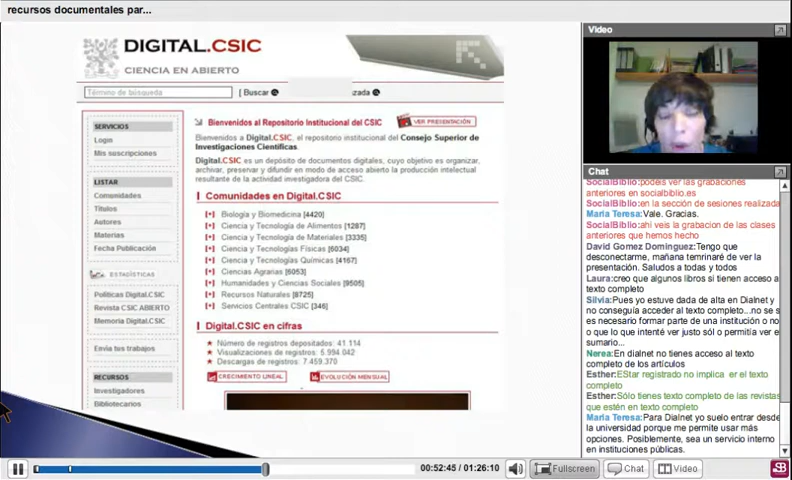 recursos documentales par...
DIGITAL.CSIC
CIENCIA EN ABIERTO
Término de búsqueda
[ Buscar
zada
SERVICIOS
Login
Mis suscripciones
LISTAR
Comunidades
Títulos
Autores
Materias
Fecha Publicación
ESTADÍSTICAS
Políticas Digital.CSIC
Revista CSIC ABIERTO
Memoria Digital.CSIC
Envía tus trabajos
RECURSOS
Investigadores
Bibliotecarios
Bienvenidos al Repositorio Institucional del CSIC
VER PRESENTACIÓN
Bienvenidos a Digital.CSIC, el repositorio institucional del Consejo Superior de
Investigaciones Científicas.
Digital.CSIC es un depósito de documentos digitales, cuyo objetivo es organizar,
archivar, preservar y difundir en modo de acceso abierto la producción intelectual
resultante de la actividad investigadora del CSIC.
Comunidades en Digital.CSIC
[+] Biología y Biomedicina [4420]
[+] Ciencia y Tecnología de Alimentos [1287]
[+] Ciencia y Tecnología de Materiales [3335]
[+] Ciencia y Tecnologías Físicas [6034]
[+] Ciencia y Tecnologías Químicas [4167]
[+] Ciencias Agrarias [6053]
[+] Humanidades y Ciencias Sociales [9505]
[+] Recursos Naturales [8725]
[+] Servicios Centrales CSIC [346]
Digital.CSIC en cifras
Número de registros depositados: 41.114
Visualizaciones de registros: 5.994.042
Descargas de registros: 7.459.370
CRECIMIENTO LINEAL
EVOLUCIÓN MENSUAL
Video
Chat
SocialBiblio:podéis ver las grabaciones
anteriores en socialbiblio.es
SocialBiblio:en la sección de sesiones realizada
Maria Teresa:Vale. Gracias.
SocialBiblio:ahi veis la grabacion de las clases
anteriores que hemos hecho
David Gomez Dominguez:Tengo que
desconectarme, mañana temrinaré de ver la
presentación. Saludos a todas y todos
Laura:creo que algunos libros si tienen acceso a
texto completo
Silvia:Pues yo estuve dada de alta en Dialnet y
no conseguía acceder al texto completo...no se s
es necesario formar parte de una institución o no
o que lo que intenté ver justo sól o permitía ver e
sumario...
Nerea:En dialnet no tienes acceso al texto
completo de los artículos
Esther:EStar registrado no implica er el texto
completo
Esther:Sólo tienes texto completo de las revistas
que estén en texto completo
Maria Teresa:Para Dialnet yo suelo entrar desde
la universidad porque me permite usar más
opciones. Posiblemente, sea un servicio interno
en instituciones públicas.
00:52:45 / 01:26:10
Fullscreen
Chat
Video
SB